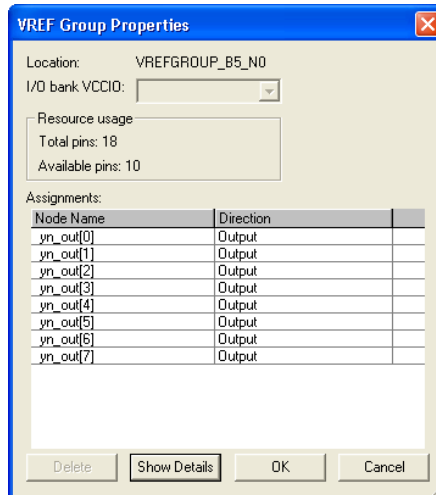 VREF Group Properties
Location: VREFGROUP_B5_N0
I/O bank VCCIO:
Resource usage
Total pins: 18
Available pins: 10
Assignments:
Node Name Direction
yn_out[0] Output
yn_out[1] Output
yn_out[2] Output
yn_out[3] Output
yn_out[4] Output
yn_out[5] Output
yn_out[6] Output
yn_out[7] Output
Delete Show Details OK Cancel